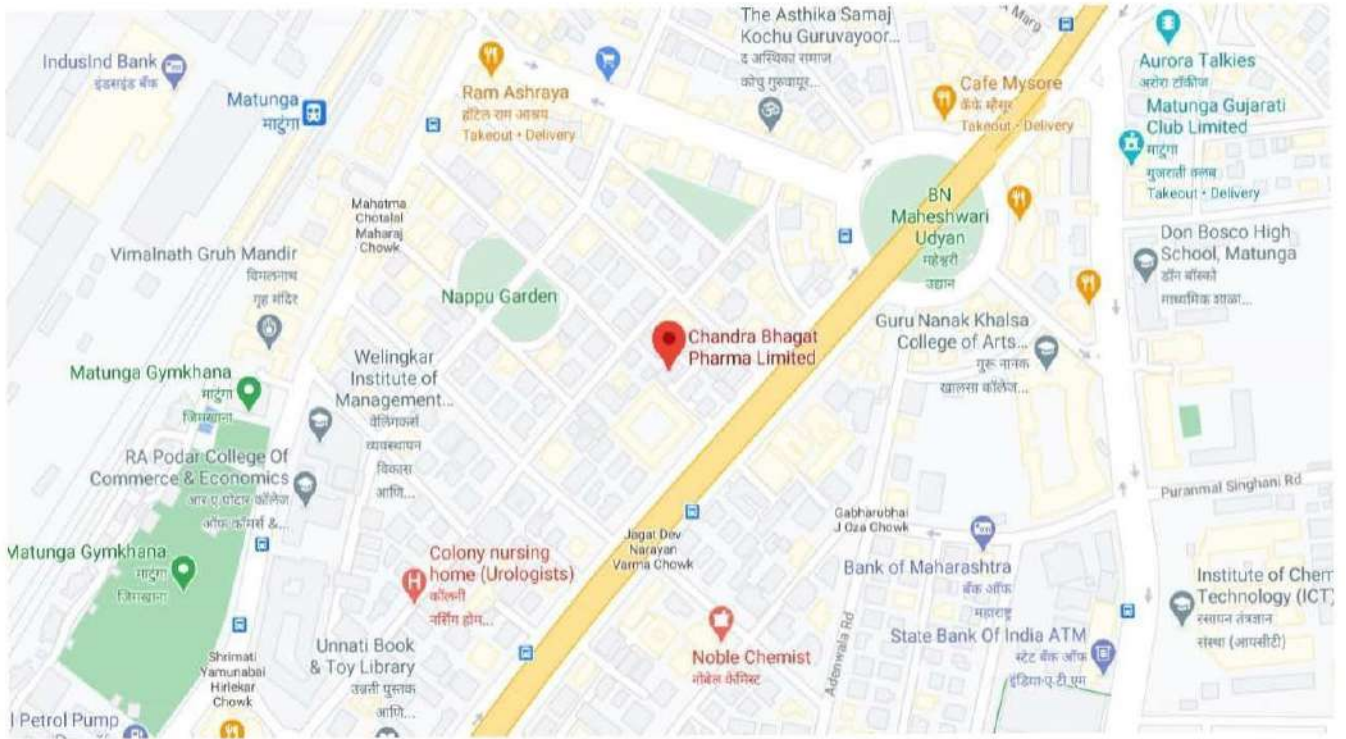 The Asthika Samaj
Kochu Guruvayoor...
द अस्थिका समाज
कोचु गुरुवायूर...
Marg
IndusInd Bank
इंडसइंड बँक
Matunga
माटुंगा
Ram Ashraya
हॉटेल राम आश्रय
Takeout • Delivery
Cafe Mysore
कॅफे म्हैसूर
Takeout • Delivery
Aurora Talkies
अरोरा टॉकीज
Matunga Gujarati
Club Limited
माटुंगा
गुजराती क्लब
Takeout • Delivery
Mahatma
Chotalal
Maharaj
Chowk
BN
Maheshwari
Udyan
महेश्वरी
उद्यान
Don Bosco High
School, Matunga
डॉन बॉस्को
माध्यमिक शाळा...
Vimalnath Gruh Mandir
विमलनाथ
गृह मंदिर
Nappu Garden
Chandra Bhagat
Pharma Limited
Guru Nanak Khalsa
College of Arts...
गुरू नानक
खालसा कॉलेज...
Matunga Gymkhana
माटुंगा
जिमखाना
Welingkar
Institute of
Management...
वेलिंगकर्स
व्यवस्थापन
विकास
आणि...
RA Podar College Of
Commerce & Economics
आर ए पोदार कॉलेज
ऑफ कॉमर्स &...
Puranmal Singhani Rd
Gabharubhai
J Oza Chowk
Jagat Dev
Narayan
Varma Chowk
Matunga Gymkhana
माटुंगा
जिमखाना
Colony nursing
home (Urologists)
कॉलनी
नर्सिंग होम...
Bank of Maharashtra
बँक ऑफ
महाराष्ट्र
Institute of Chem
Technology (ICT)
रसायन तंत्रज्ञान
संस्था (आयसीटी)
State Bank Of India ATM
स्टेट बँक ऑफ
इंडिया-ए टी एम
Adenwala Rd
Noble Chemist
नोबेल केमिस्ट
Unnati Book
& Toy Library
उन्नती पुस्तक
आणि...
Shrimati
Yamunabai
Hirlekar
Chowk
l Petrol Pump